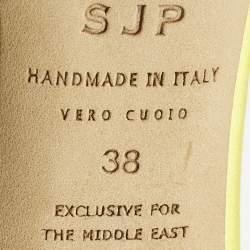 SJP
HANDMADE IN ITALY
VERO CUOIO
38
EXCLUSIVE FOR
THE MIDDLE EAST